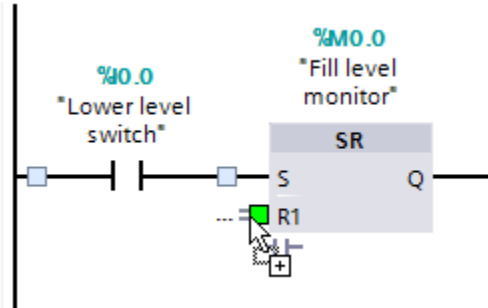 %M0.0
"Fill level
monitor"
%I0.0
"Lower level
switch"
SR
S Q
... R1